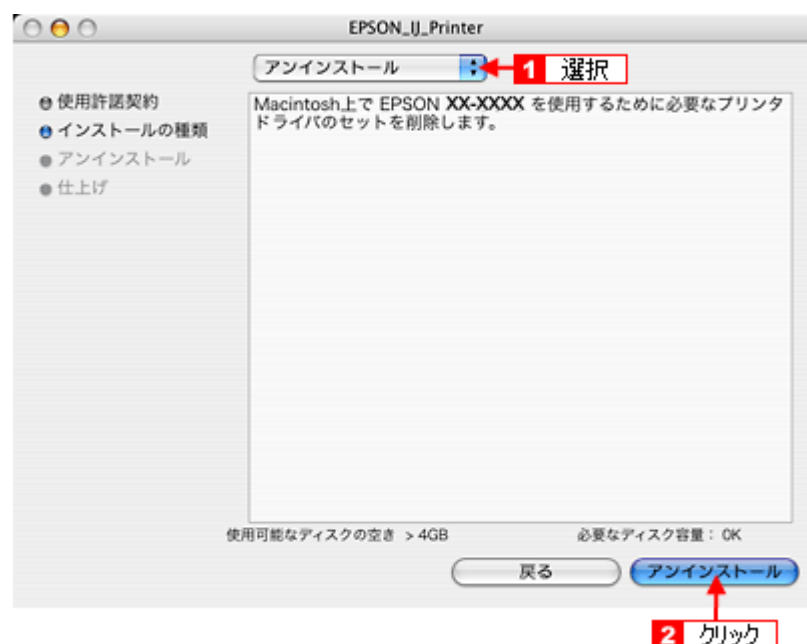 EPSON_IJ_Printer
アンインストール
1 選択
使用許諾契約
インストールの種類
アンインストール
仕上げ
Macintosh上で EPSON XX-XXXX を使用するために必要なプリンタ
ドライバのセットを削除します。
使用可能なディスクの空き > 4GB
必要なディスク容量： 0K
戻る
アンインストール
2 クリック